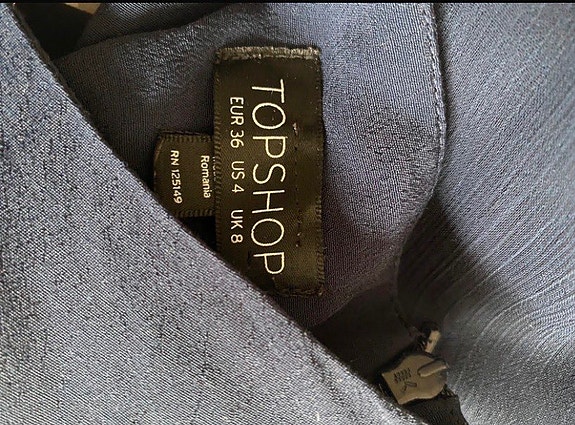 TOPSHOP
EUR 36 US 4 UK 8
Romania
RN 125149